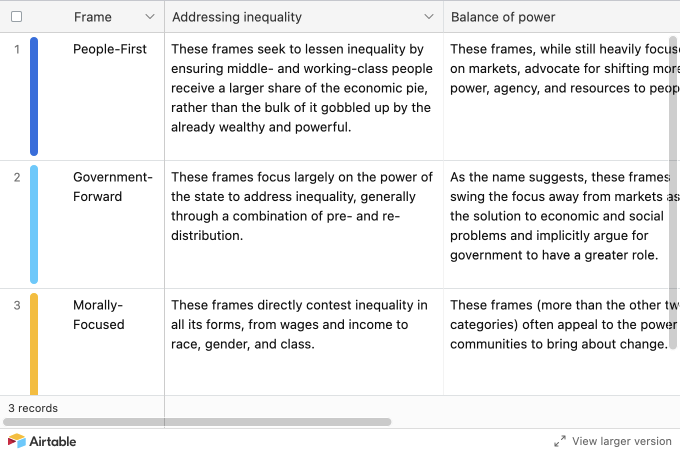 Frame
Addressing inequality
Balance of power
1
People-First
These frames seek to lessen inequality by
ensuring middle- and working-class people
receive a larger share of the economic pie,
rather than the bulk of it gobbled up by the
already wealthy and powerful.
These frames, while still heavily
on markets, advocate for shifting
power, agency, and resources to
2
Government-
Forward
These frames focus largely on the power of
the state to address inequality, generally
through a combination of pre- and re-
distribution.
As the name suggests, these frames
swing the focus away from markets as
the solution to economic and social
problems and implicitly argue for
government to have a greater role.
3
Morally-
Focused
These frames directly contest inequality in
all its forms, from wages and income to
race, gender, and class.
These frames (more than the other
categories) often appeal to the power
communities to bring about change.
3 records
Airtable
View larger version